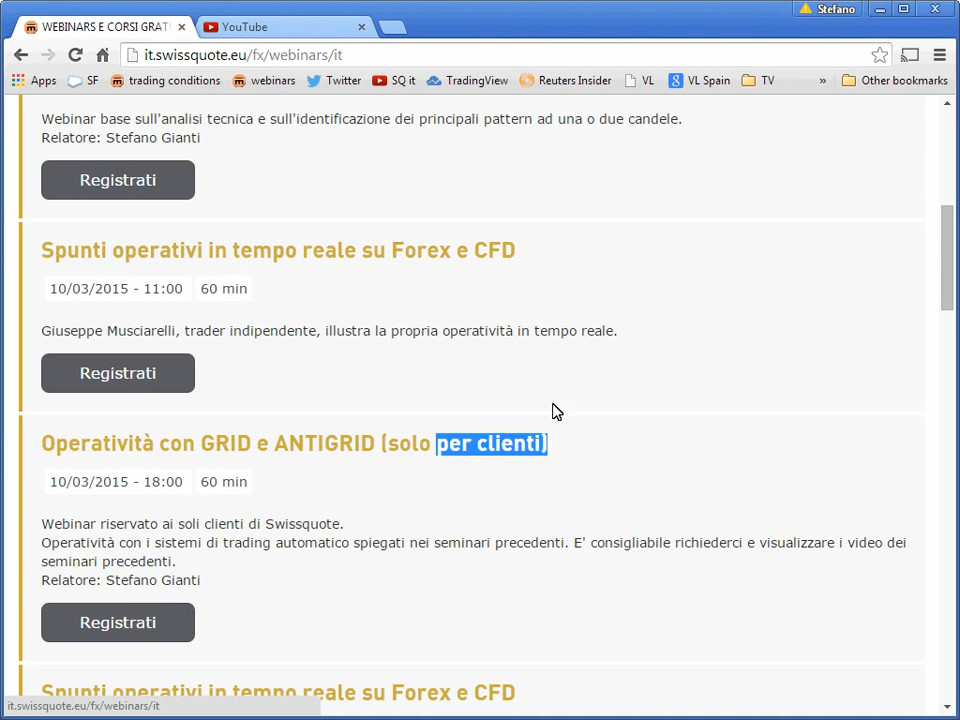 Stefano
WEBINARS E CORSI GRAT
YouTube
it.swissquote.eu/fx/webinars/it
Apps SF trading conditions webinars Twitter SQ it TradingView Reuters Insider VL VL Spain TV » Other bookmarks
Webinar base sull'analisi tecnica e sull'identificazione dei principali pattern ad una o due candele.
Relatore: Stefano Gianti
Registrati
Spunti operativi in tempo reale su Forex e CFD
10/03/2015 - 11:00 60 min
Giuseppe Musciarelli, trader indipendente, illustra la propria operatività in tempo reale.
Registrati
Operatività con GRID e ANTIGRID (solo per clienti)
10/03/2015 - 18:00 60 min
Webinar riservato ai soli clienti di Swissquote.
Operatività con i sistemi di trading automatico spiegati nei seminari precedenti. E' consigliabile richiederci e visualizzare i video dei
seminari precedenti.
Relatore: Stefano Gianti
Registrati
Spunti operativi in tempo reale su Forex e CFD
it.swissquote.eu/fx/webinars/it